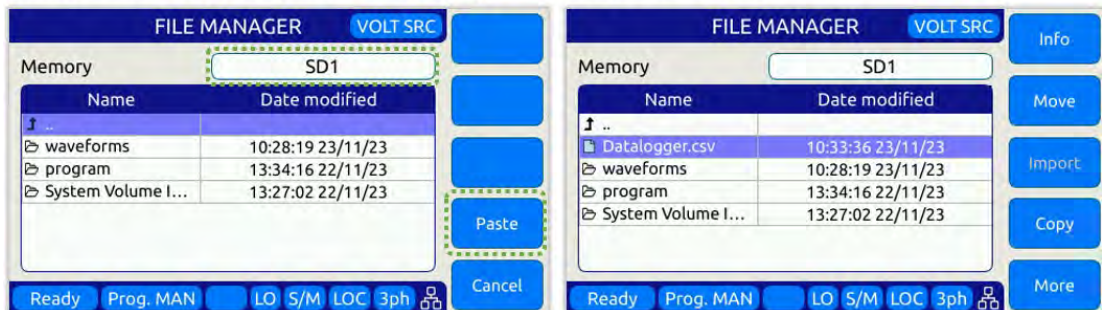 FILE MANAGER VOLT SRC
Memory SD1
Name Date modified
..
waveforms 10:28:19 23/11/23
program 13:34:16 22/11/23
System Volume I... 13:27:02 22/11/23
Paste
Cancel
Ready Prog. MAN LO S/M LOC 3ph
FILE MANAGER VOLT SRC
Memory SD1
Name Date modified
..
Datalogger.csv 10:33:36 23/11/23
waveforms 10:28:19 23/11/23
program 13:34:16 22/11/23
System Volume I... 13:27:02 22/11/23
Info
Move
Import
Copy
More
Ready Prog. MAN LO S/M LOC 3ph